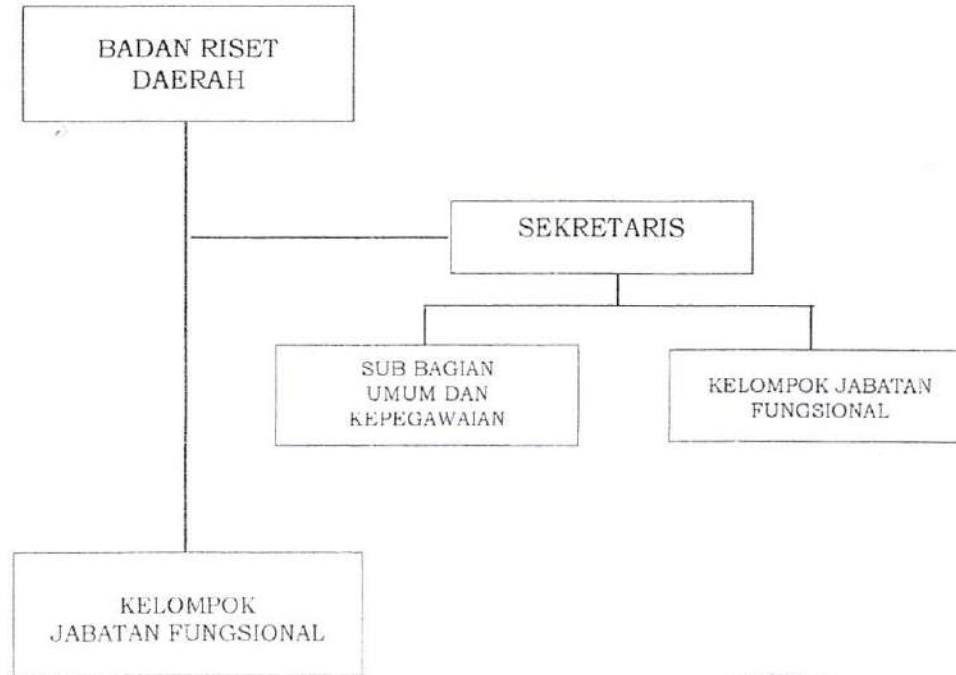 BADAN RISET
DAERAH
SEKRETARIS
SUB BAGIAN
UMUM DAN
KEPEGAWAIAN
KELOMPOK JABATAN
FUNGSIONAL
KELOMPOK
JABATAN FUNGSIONAL